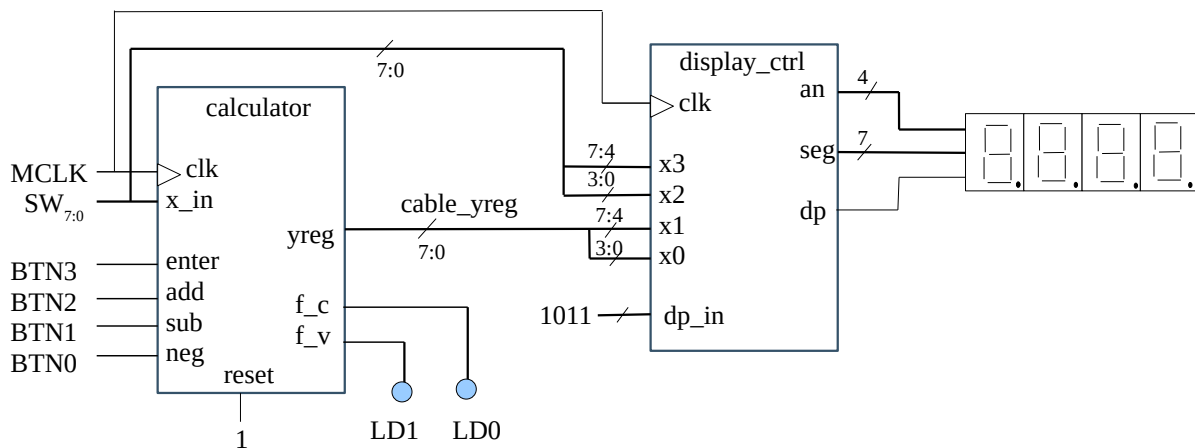 7:0
display_ctrl
an
4
calculator
clk
MCLK
clk
seg
7
7:4
x3
SW7:0
x_in
3:0
x2
cable_yreg
dp
yreg
7:0
7:4
x1
3:0
x0
BTN3
enter
BTN2
add
f_c
1011
dp_in
BTN1
sub
f_v
BTN0
neg
reset
1
LD1
LD0